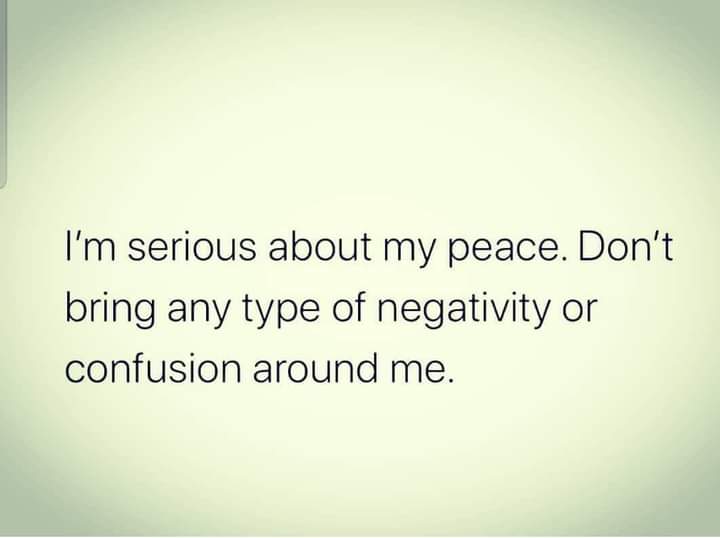 I'm serious about my peace. Don't
bring any type of negativity or
confusion around me.